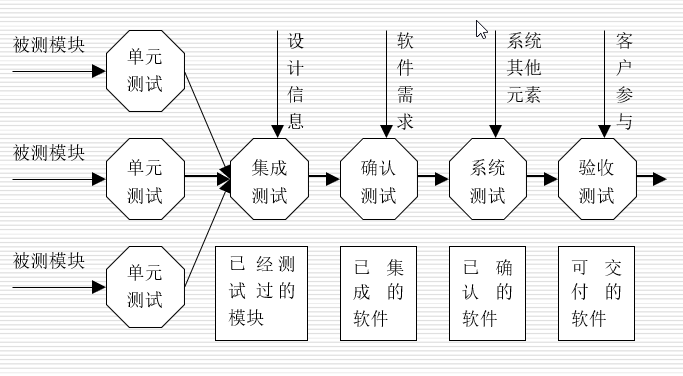 被测模块
单元
测试
设
计
信
息
软
件
需
求
系统
其他
元素
客
户
参
与
被测模块
单元
测试
集成
测试
确认
测试
系统
测试
验收
测试
被测模块
单元
测试
已经测
试过的
模块
已集
成的
软件
已确
认的
软件
可交
付的
软件